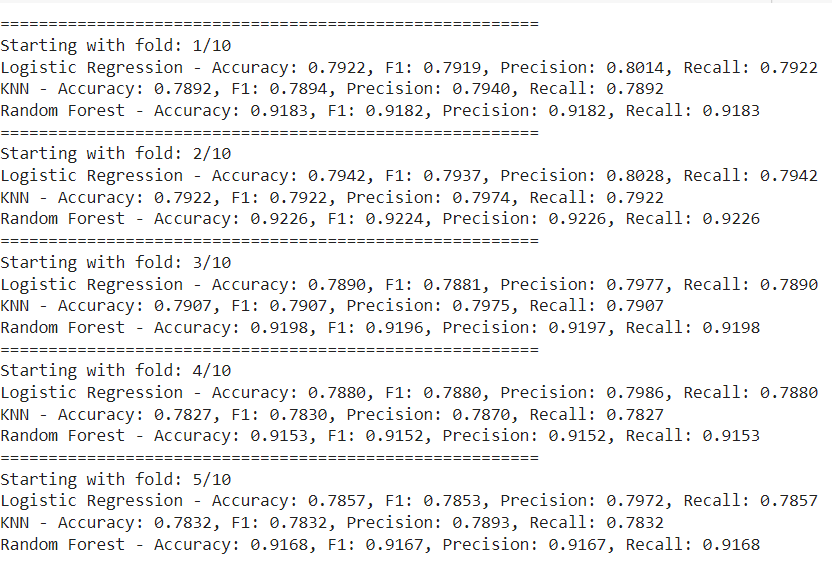 ========================================================
Starting with fold: 1/10
Logistic Regression - Accuracy: 0.7922, F1: 0.7919, Precision: 0.8014, Recall: 0.7922
KNN - Accuracy: 0.7892, F1: 0.7894, Precision: 0.7940, Recall: 0.7892
Random Forest - Accuracy: 0.9183, F1: 0.9182, Precision: 0.9182, Recall: 0.9183
========================================================
Starting with fold: 2/10
Logistic Regression - Accuracy: 0.7942, F1: 0.7937, Precision: 0.8028, Recall: 0.7942
KNN - Accuracy: 0.7922, F1: 0.7922, Precision: 0.7974, Recall: 0.7922
Random Forest - Accuracy: 0.9226, F1: 0.9224, Precision: 0.9226, Recall: 0.9226
========================================================
Starting with fold: 3/10
Logistic Regression - Accuracy: 0.7890, F1: 0.7881, Precision: 0.7977, Recall: 0.7890
KNN - Accuracy: 0.7907, F1: 0.7907, Precision: 0.7975, Recall: 0.7907
Random Forest - Accuracy: 0.9198, F1: 0.9196, Precision: 0.9197, Recall: 0.9198
========================================================
Starting with fold: 4/10
Logistic Regression - Accuracy: 0.7880, F1: 0.7880, Precision: 0.7986, Recall: 0.7880
KNN - Accuracy: 0.7827, F1: 0.7830, Precision: 0.7870, Recall: 0.7827
Random Forest - Accuracy: 0.9153, F1: 0.9152, Precision: 0.9152, Recall: 0.9153
========================================================
Starting with fold: 5/10
Logistic Regression - Accuracy: 0.7857, F1: 0.7853, Precision: 0.7972, Recall: 0.7857
KNN - Accuracy: 0.7832, F1: 0.7832, Precision: 0.7893, Recall: 0.7832
Random Forest - Accuracy: 0.9168, F1: 0.9167, Precision: 0.9167, Recall: 0.9168